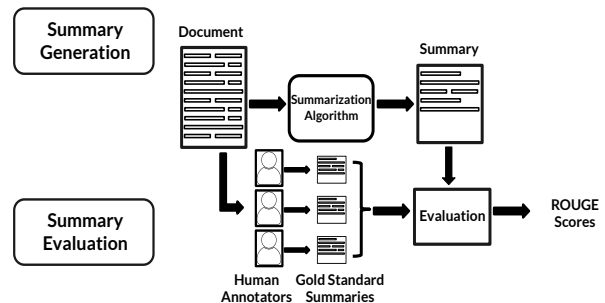 Summary
Generation
Document
Summary
Summarization
Algorithm
Summary
Evaluation
Evaluation
ROUGE
Scores
Human
Annotators
Gold Standard
Summaries